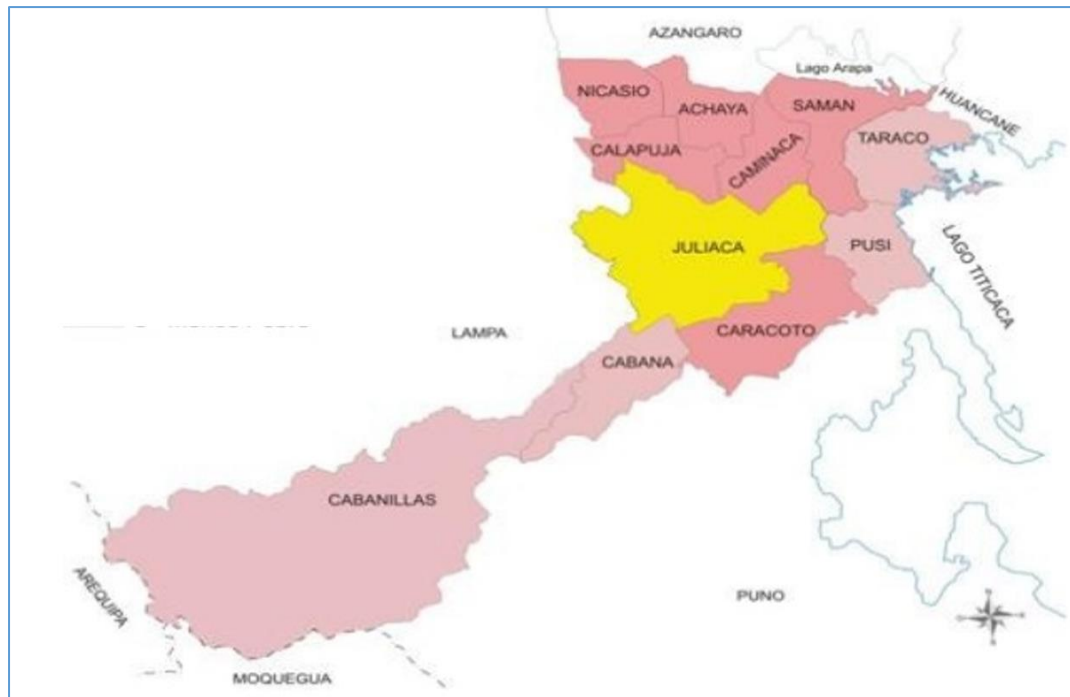 AZANGARO
Lago Arapa
NICASIO
ACHAYA
SAMAN
HUANCANE
TARACO
CALAPUJA
CAMINACA
JULIACA
PUSI
LAGO TITICACA
LAMPA
CARACOTO
CABANA
CABANILLAS
AREQUIPA
PUNO
MOQUEGUA